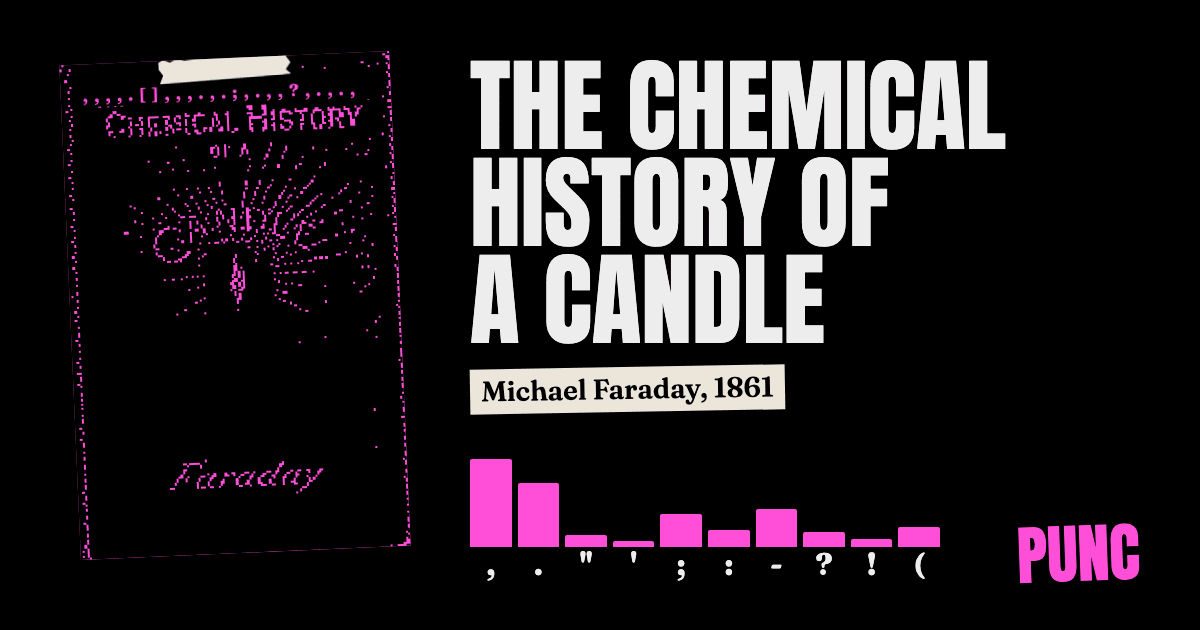 ,,,,.[],,,,.,;,.,,?,.,.,
CHEMICAL HISTORY
OF A
CANDLE
Faraday
THE CHEMICAL
HISTORY OF
A CANDLE
Michael Faraday, 1861
, . " ' ; : - ? ! (
PUNC